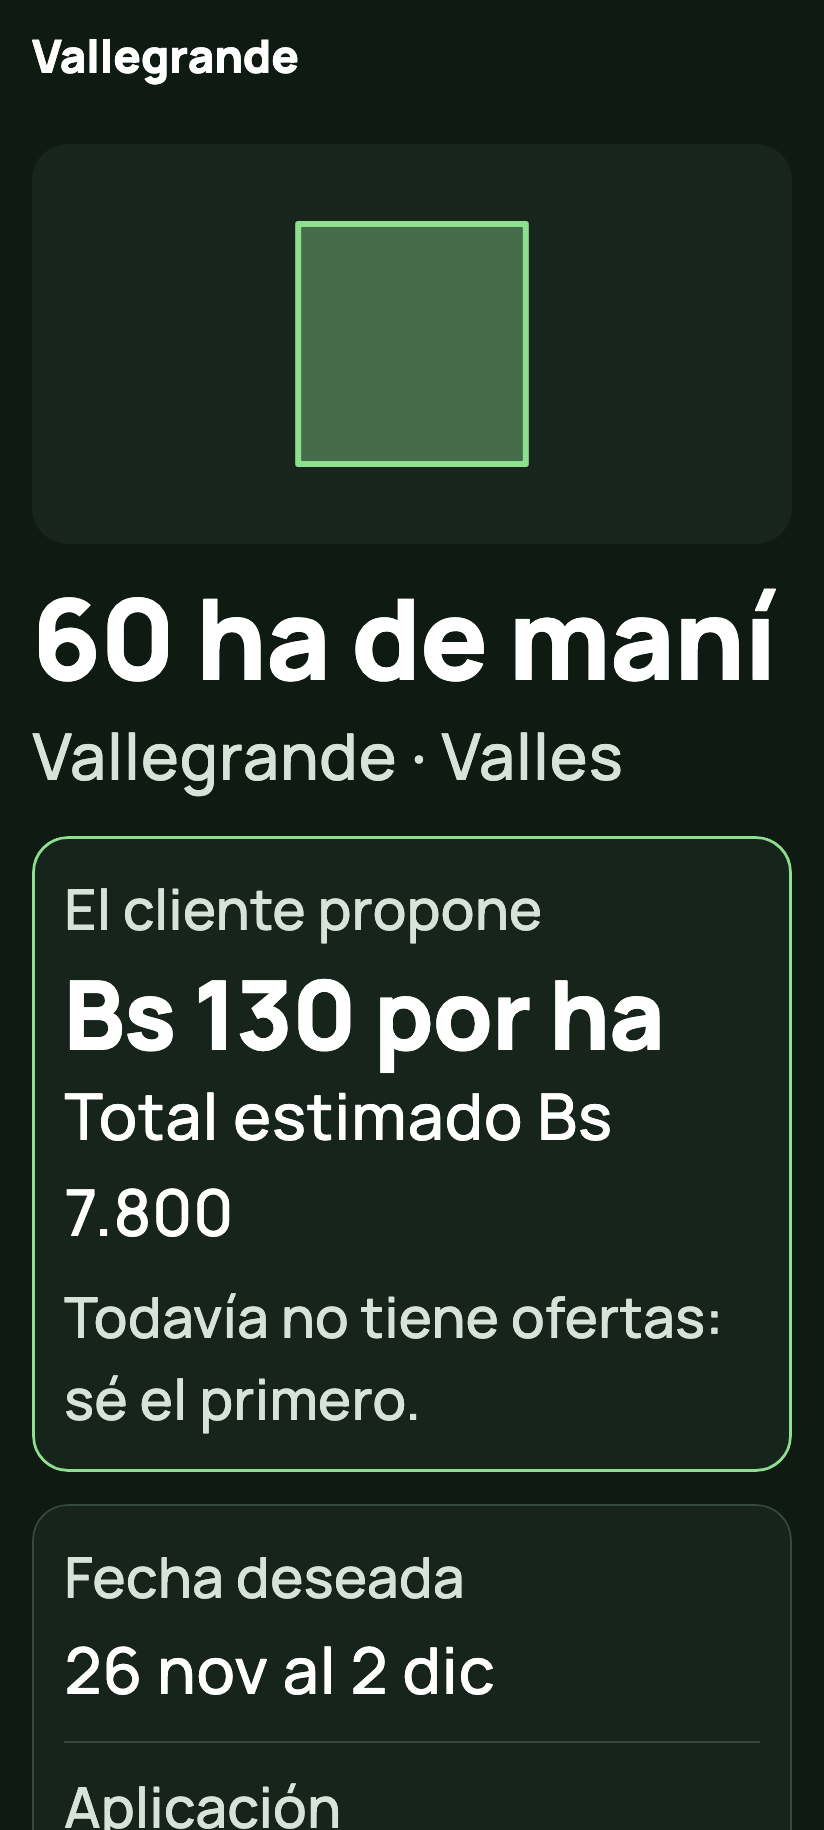 Vallegrande
60 ha de maní
Vallegrande · Valles
El cliente propone
Bs 130 por ha
Total estimado Bs
7.800
Todavía no tiene ofertas:
sé el primero.
Fecha deseada
26 nov al 2 dic
Aplicación